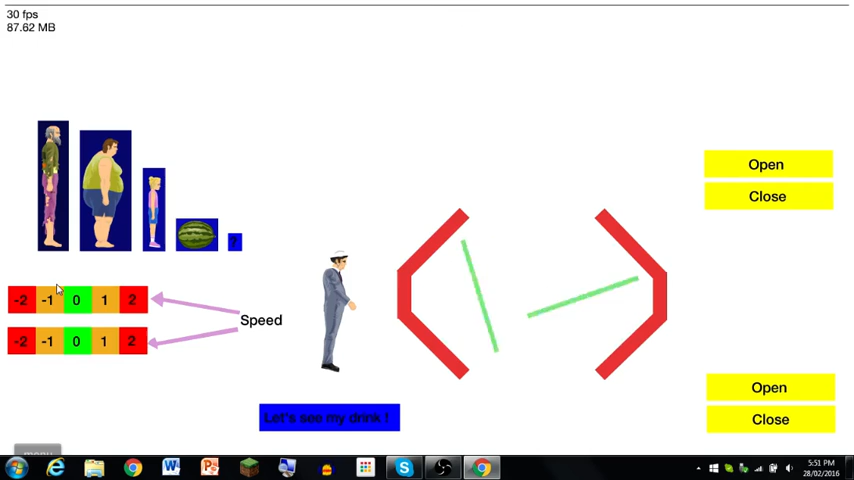 30 fps
87.62 MB
Open
Close
?
-2 -1 0 1 2
Speed
-2 -1 0 1 2
Open
Let's see my drink !
Close
menu
5:51 PM
28/02/2016